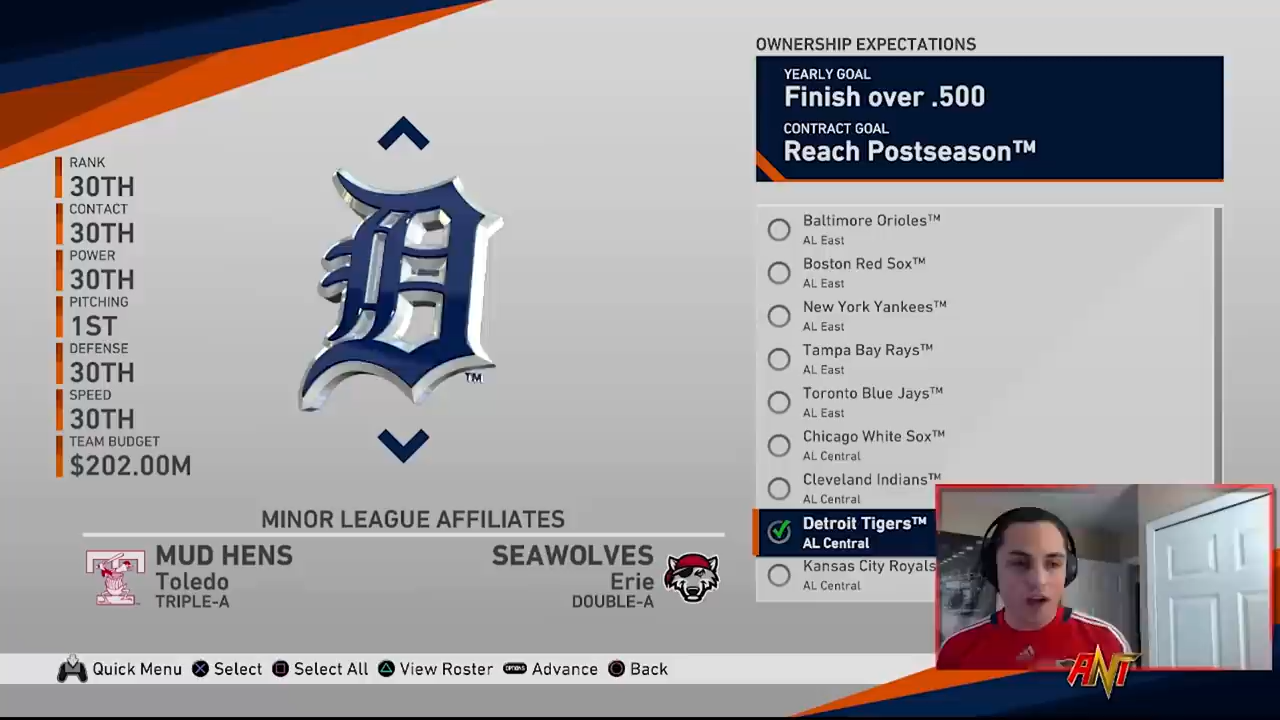 OWNERSHIP EXPECTATIONS
YEARLY GOAL
Finish over .500
CONTRACT GOAL
Reach Postseason™
RANK
30TH
CONTACT
30TH
POWER
30TH
PITCHING
1ST
DEFENSE
30TH
SPEED
30TH
TEAM BUDGET
$202.00M
TM
Baltimore Orioles™
AL East
Boston Red Sox™
AL East
New York Yankees™
AL East
Tampa Bay Rays™
AL East
Toronto Blue Jays™
AL East
Chicago White Sox™
AL Central
Cleveland Indians™
AL Central
Detroit Tigers™
AL Central
Kansas City Royals
AL Central
MINOR LEAGUE AFFILIATES
MUD HENS
Toledo
TRIPLE-A
SEAWOLVES
Erie
DOUBLE-A
Quick Menu Select Select All View Roster OPTIONS Advance Back
ANT